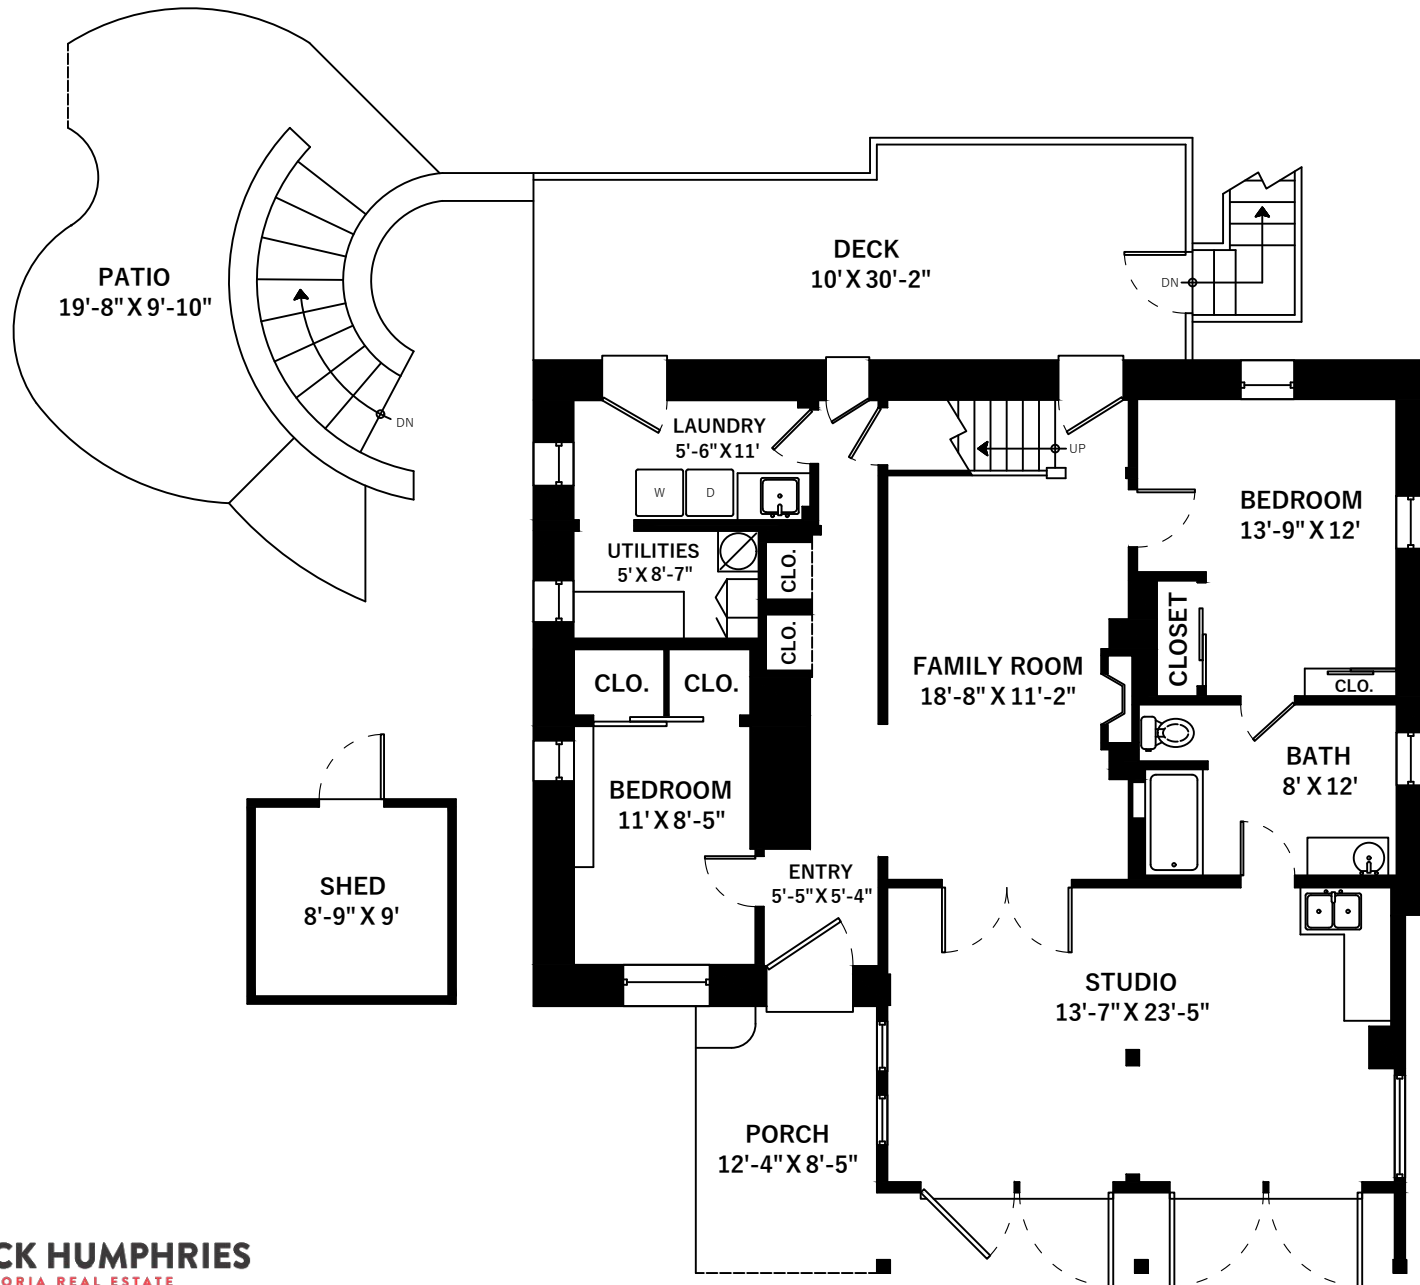 PATIO
19'-8" X 9'-10"
DN
DECK
10' X 30'-2"
DN
LAUNDRY
5'-6" X 11'
W
D
UP
BEDROOM
13'-9" X 12'
UTILITIES
5' X 8'-7"
CLO.
CLO.
CLOSET
CLO.
CLO.
CLO.
FAMILY ROOM
18'-8" X 11'-2"
BATH
8' X 12'
BEDROOM
11' X 8'-5"
ENTRY
5'-5" X 5'-4"
SHED
8'-9" X 9'
STUDIO
13'-7" X 23'-5"
PORCH
12'-4" X 8'-5"
CK HUMPHRIES
ORIA REAL ESTATE